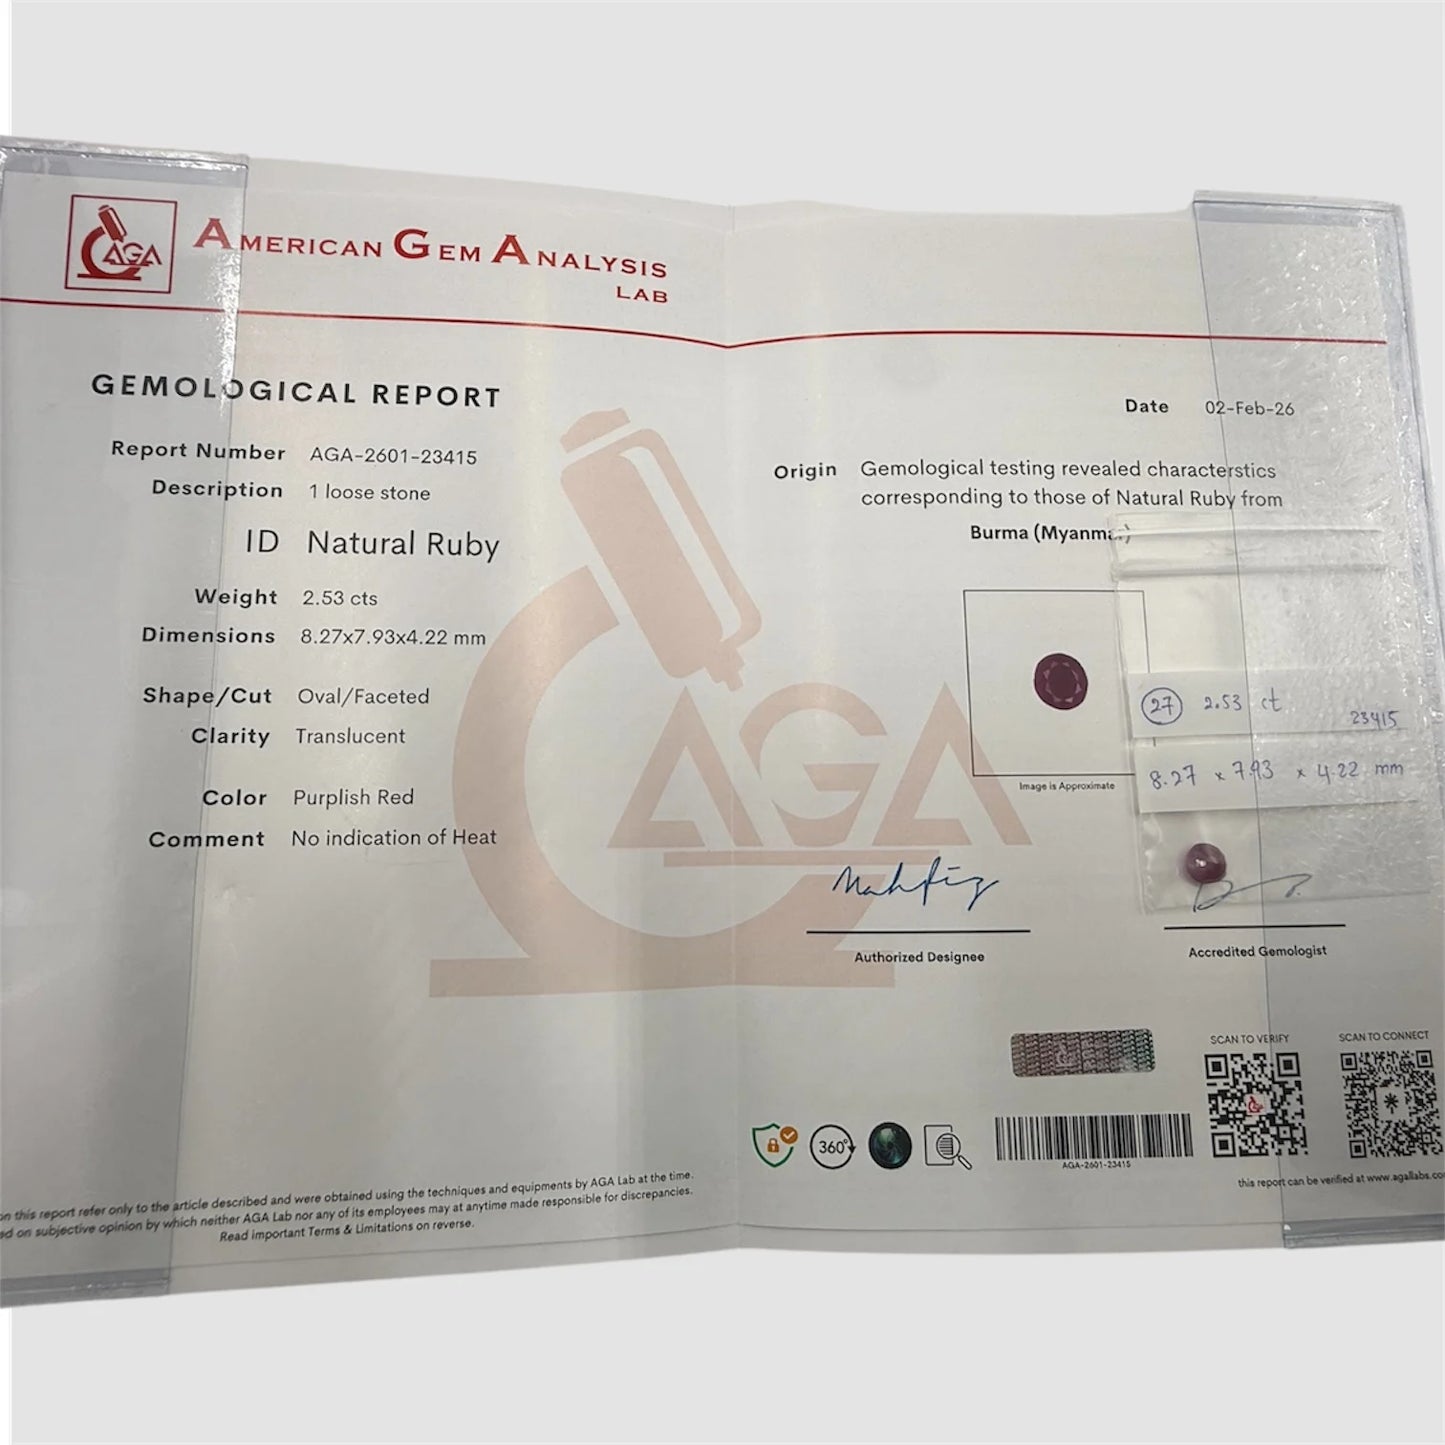 AGA
AMERICAN GEM ANALYSIS
LAB
GEMOLOGICAL REPORT
Report Number AGA-2601-23415
Description 1 loose stone
ID Natural Ruby
Weight 2.53 cts
Dimensions 8.27x7.93x4.22 mm
Shape/Cut Oval/Faceted
Clarity Translucent
Color Purplish Red
Comment No indication of Heat
on this report refer only to the article described and were obtained using the techniques and equipments by AGA Lab at the time.
on subjective opinion by which neither AGA Lab nor any of its employees may at anytime made responsible for discrepancies.
Read important Terms & Limitations on reverse.
AGA
Date 02-Feb-26
Origin Gemological testing revealed characterstics
corresponding to those of Natural Ruby from
Burma (Myanmar)
Image is Approximate
27 2.53 ct
23415
8.27 x 7.93 x 4.22 mm
Authorized Designee
Accredited Gemologist
SCAN TO VERIFY
SCAN TO CONNECT
360°
AGA-2601-23415
this report can be verified at www.agallabs.co